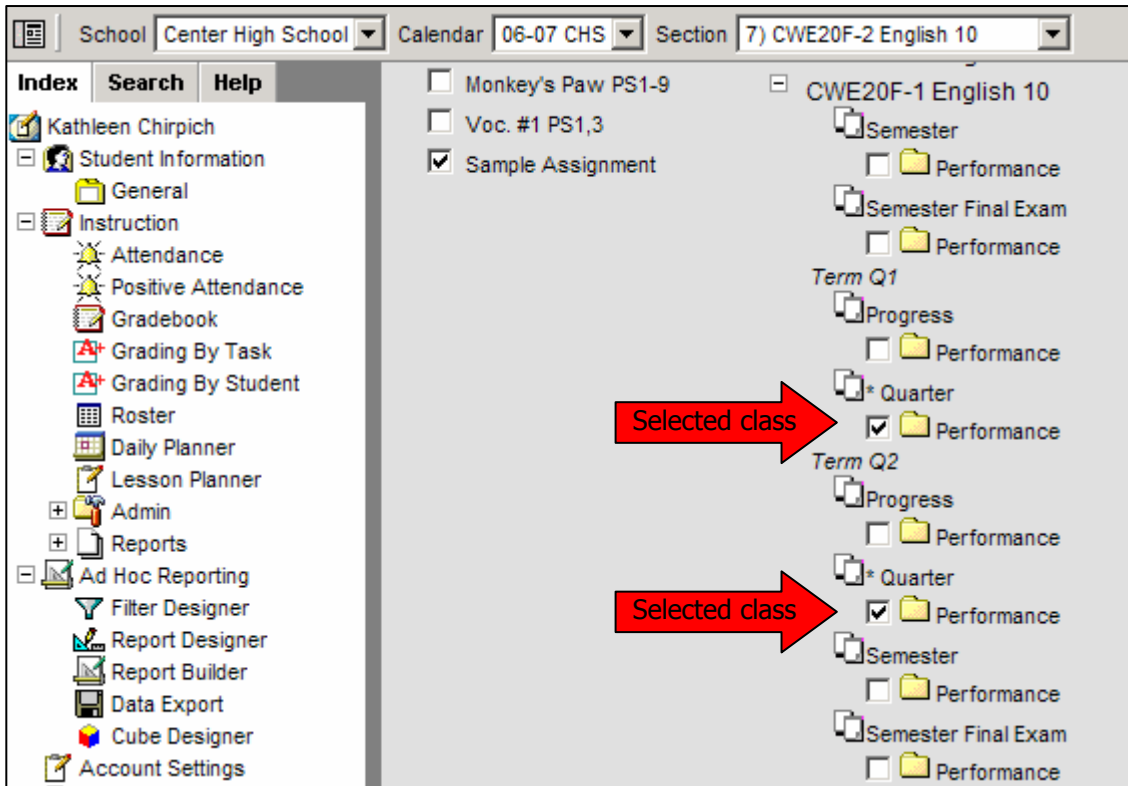 School Center High School Calendar 06-07 CHS Section 7) CWE20F-2 English 10
Index Search Help
Kathleen Chirpich
Student Information
General
Instruction
Attendance
Positive Attendance
Gradebook
Grading By Task
Grading By Student
Roster
Daily Planner
Lesson Planner
Admin
Reports
Ad Hoc Reporting
Filter Designer
Report Designer
Report Builder
Data Export
Cube Designer
Account Settings
Monkey's Paw PS1-9
Voc. #1 PS1,3
Sample Assignment
CWE20F-1 English 10
Semester
Performance
Semester Final Exam
Performance
Term Q1
Progress
Performance
* Quarter
Selected class
Performance
Term Q2
Progress
Performance
* Quarter
Selected class
Performance
Semester
Performance
Semester Final Exam
Performance